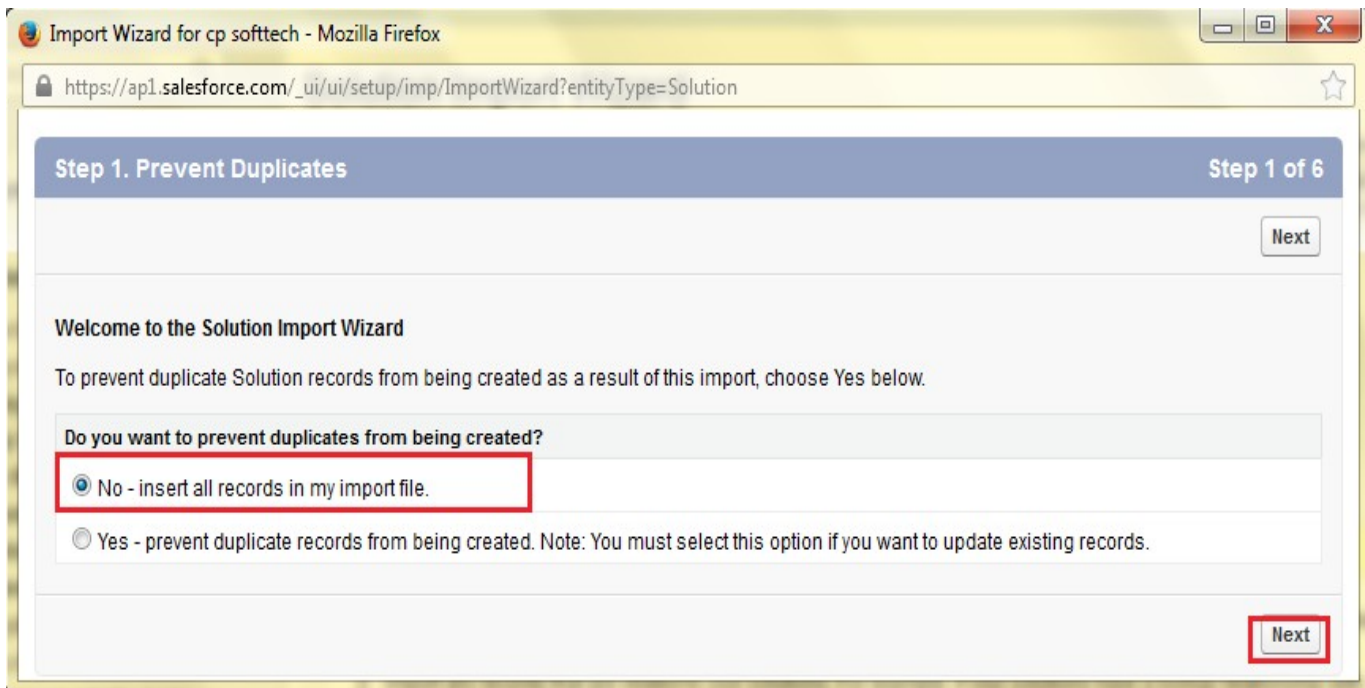 Import Wizard for cp softtech - Mozilla Firefox
https://ap1.salesforce.com/_ui/ui/setup/imp/ImportWizard?entityType=Solution
Step 1. Prevent Duplicates Step 1 of 6
Next
Welcome to the Solution Import Wizard
To prevent duplicate Solution records from being created as a result of this import, choose Yes below.
Do you want to prevent duplicates from being created?
No - insert all records in my import file.
Yes - prevent duplicate records from being created. Note: You must select this option if you want to update existing records.
Next